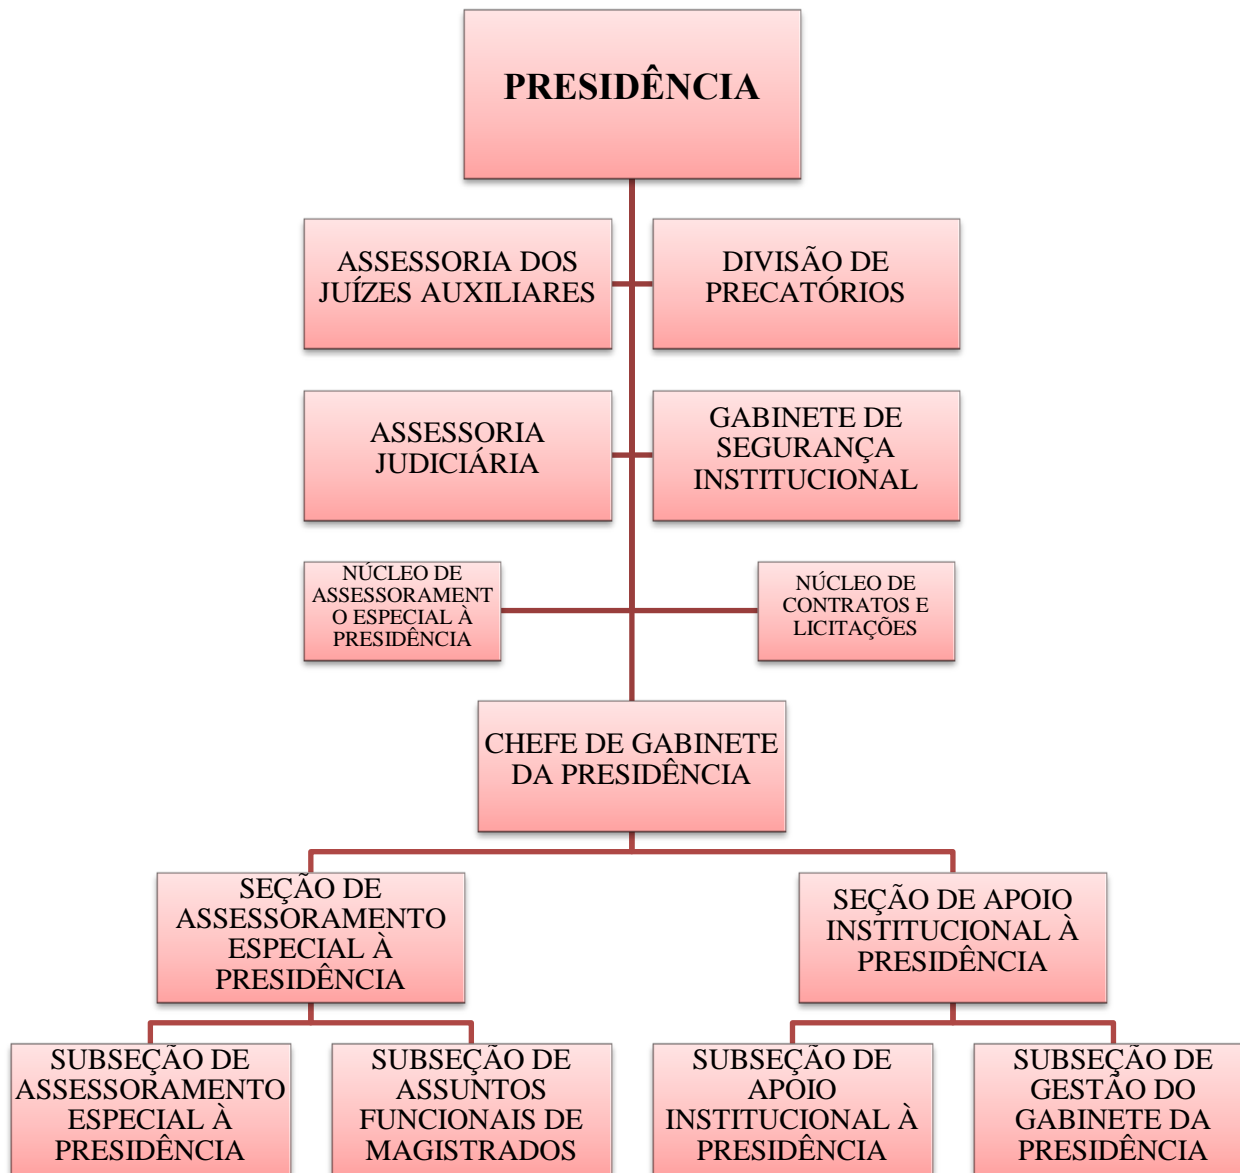 PRESIDÊNCIA
ASSESSORIA DOS
JUÍZES AUXILIARES
DIVISÃO DE
PRECATÓRIOS
ASSESSORIA
JUDICIÁRIA
GABINETE DE
SEGURANÇA
INSTITUCIONAL
NÚCLEO DE
ASSESSORAMENT
O ESPECIAL À
PRESIDÊNCIA
NÚCLEO DE
CONTRATOS E
LICITAÇÕES
CHEFE DE GABINETE
DA PRESIDÊNCIA
SEÇÃO DE
ASSESSORAMENTO
ESPECIAL À
PRESIDÊNCIA
SEÇÃO DE APOIO
INSTITUCIONAL À
PRESIDÊNCIA
SUBSEÇÃO DE
ASSESSORAMENTO
ESPECIAL À
PRESIDÊNCIA
SUBSEÇÃO DE
ASSUNTOS
FUNCIONAIS DE
MAGISTRADOS
SUBSEÇÃO DE
APOIO
INSTITUCIONAL À
PRESIDÊNCIA
SUBSEÇÃO DE
GESTÃO DO
GABINETE DA
PRESIDÊNCIA